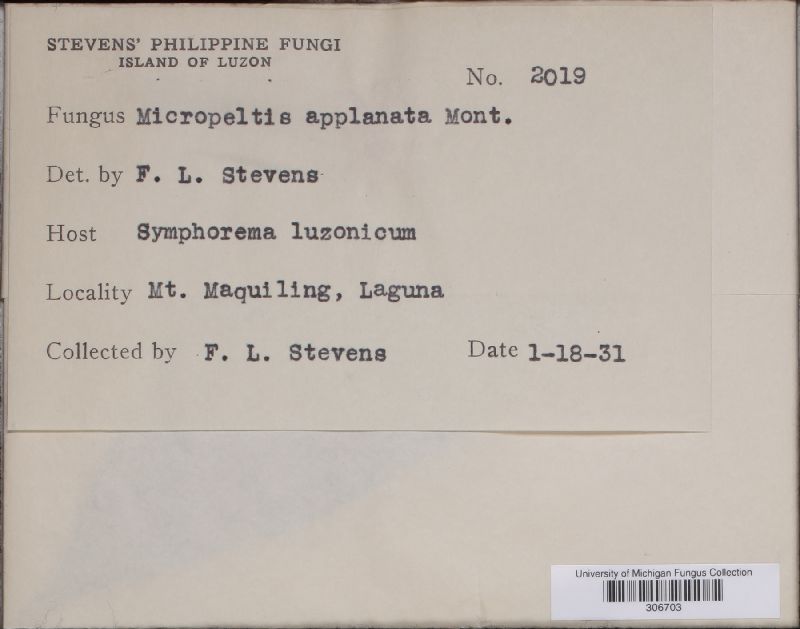 STEVENS' PHILIPPINE FUNGI
ISLAND OF LUZON
No. 2019
Fungus Micropeltis applanata Mont.
Det. by F. L. Stevens
Host Symphorema luzonicum
Locality Mt. Maquiling, Laguna
Collected by F. L. Stevens Date 1-18-31
University of Michigan Fungus Collection
306703